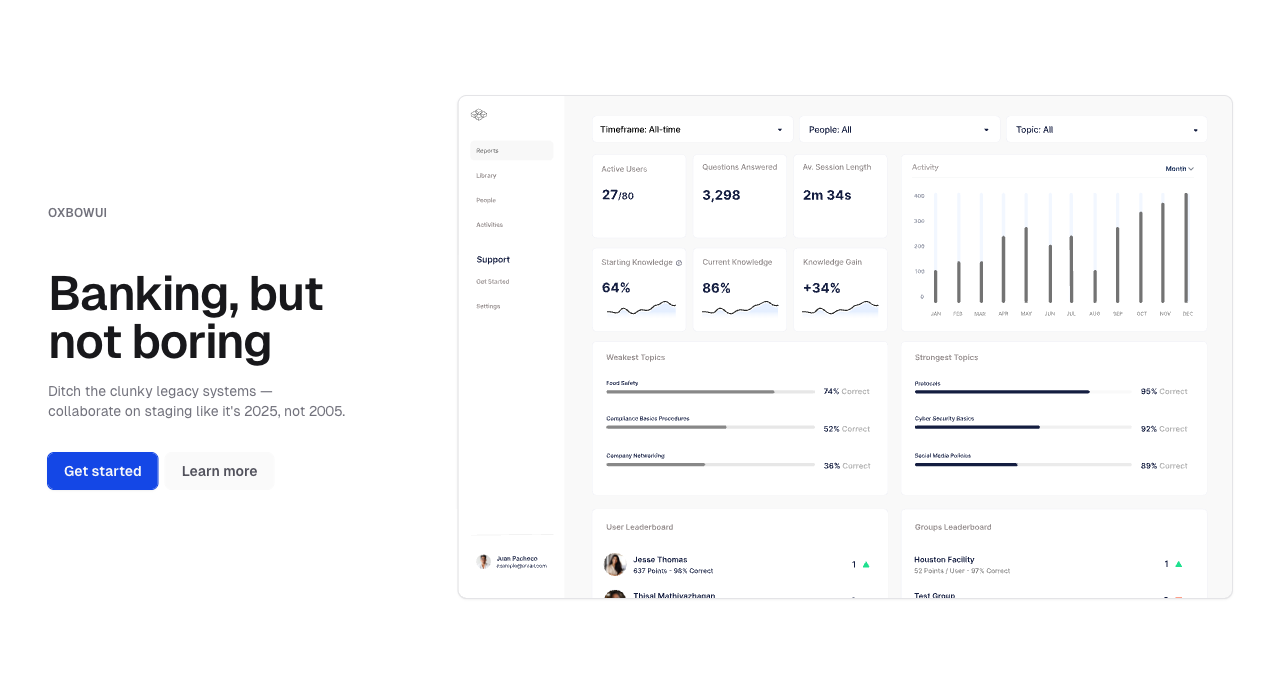 OXBOWUI
Banking, but
not boring
Ditch the clunky legacy systems —
collaborate on staging like it's 2025, not 2005.
Get started
Learn more
Reports
Library
People
Activities
Support
Get Started
Settings
Juan Pacheco
Timeframe: All-time
People: All
Topic: All
Active Users
27/80
Questions Answered
3,298
Av. Session Length
2m 34s
Starting Knowledge
64%
Current Knowledge
86%
Knowledge Gain
+34%
Activity
Month
400
300
200
100
0
JAN FEB MAR APR MAY JUN JUL AUG SEP OCT NOV DEC
Weakest Topics
Food Safety
74% Correct
Compliance Basics Procedures
52% Correct
Company Networking
36% Correct
Strongest Topics
Protocols
95% Correct
Cyber Security Basics
92% Correct
Social Media Policies
89% Correct
User Leaderboard
Jesse Thomas
637 Points - 98% Correct
1
Thisal Mathiyazhagan
Groups Leaderboard
Houston Facility
52 Points / User - 97% Correct
1
Test Group